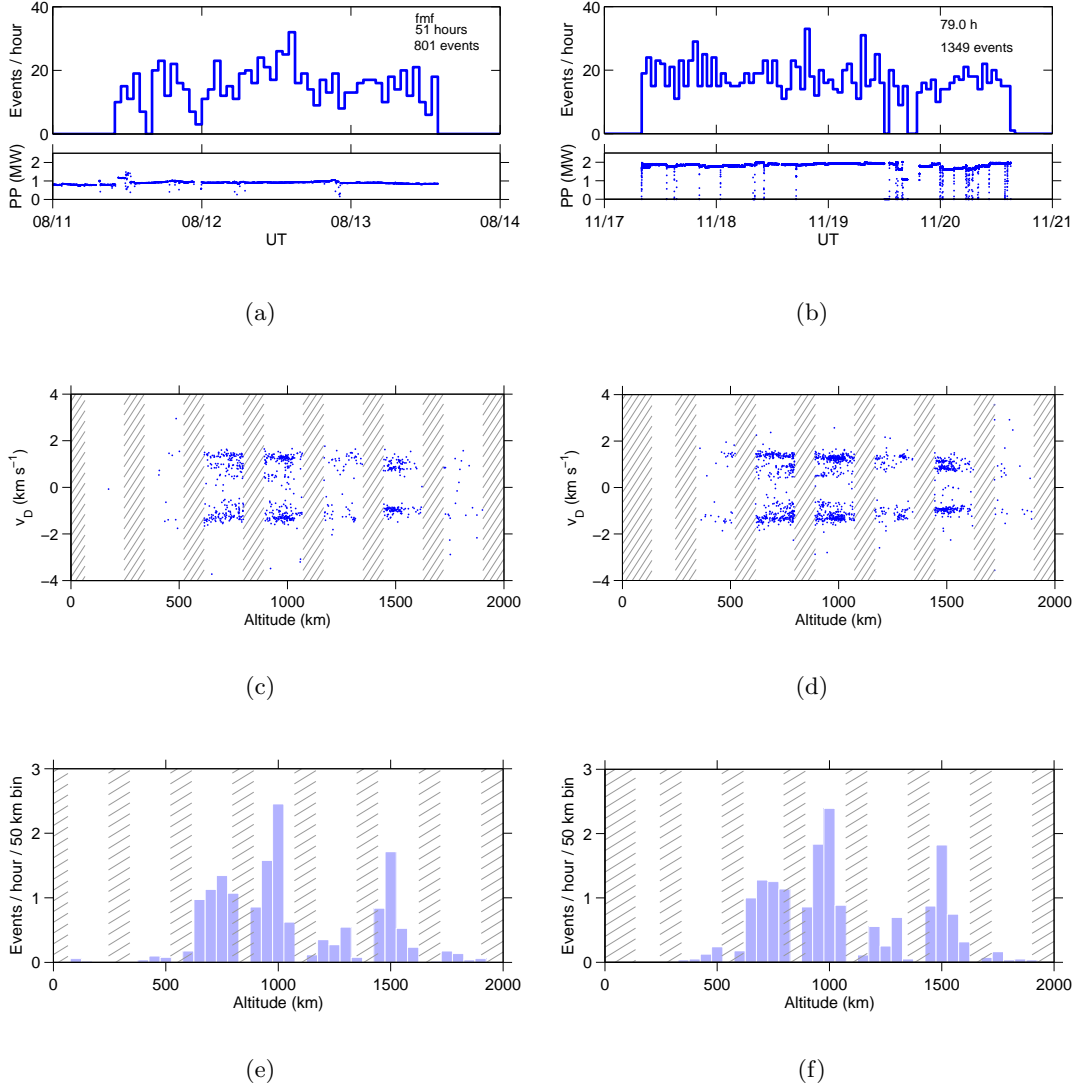 40
20
0
Events / hour
fmf
51 hours
801 events
2
1
0
PP (MW)
08/11
08/12
08/13
08/14
UT
(a)
40
20
0
Events / hour
79.0 h
1349 events
2
1
0
PP (MW)
11/17
11/18
11/19
11/20
11/21
UT
(b)
4
2
0
−2
−4
v_D (km s⁻¹)
0
500
1000
1500
2000
Altitude (km)
(c)
4
2
0
−2
−4
v_D (km s⁻¹)
0
500
1000
1500
2000
Altitude (km)
(d)
3
2
1
0
Events / hour / 50 km bin
0
500
1000
1500
2000
Altitude (km)
(e)
3
2
1
0
Events / hour / 50 km bin
0
500
1000
1500
2000
Altitude (km)
(f)